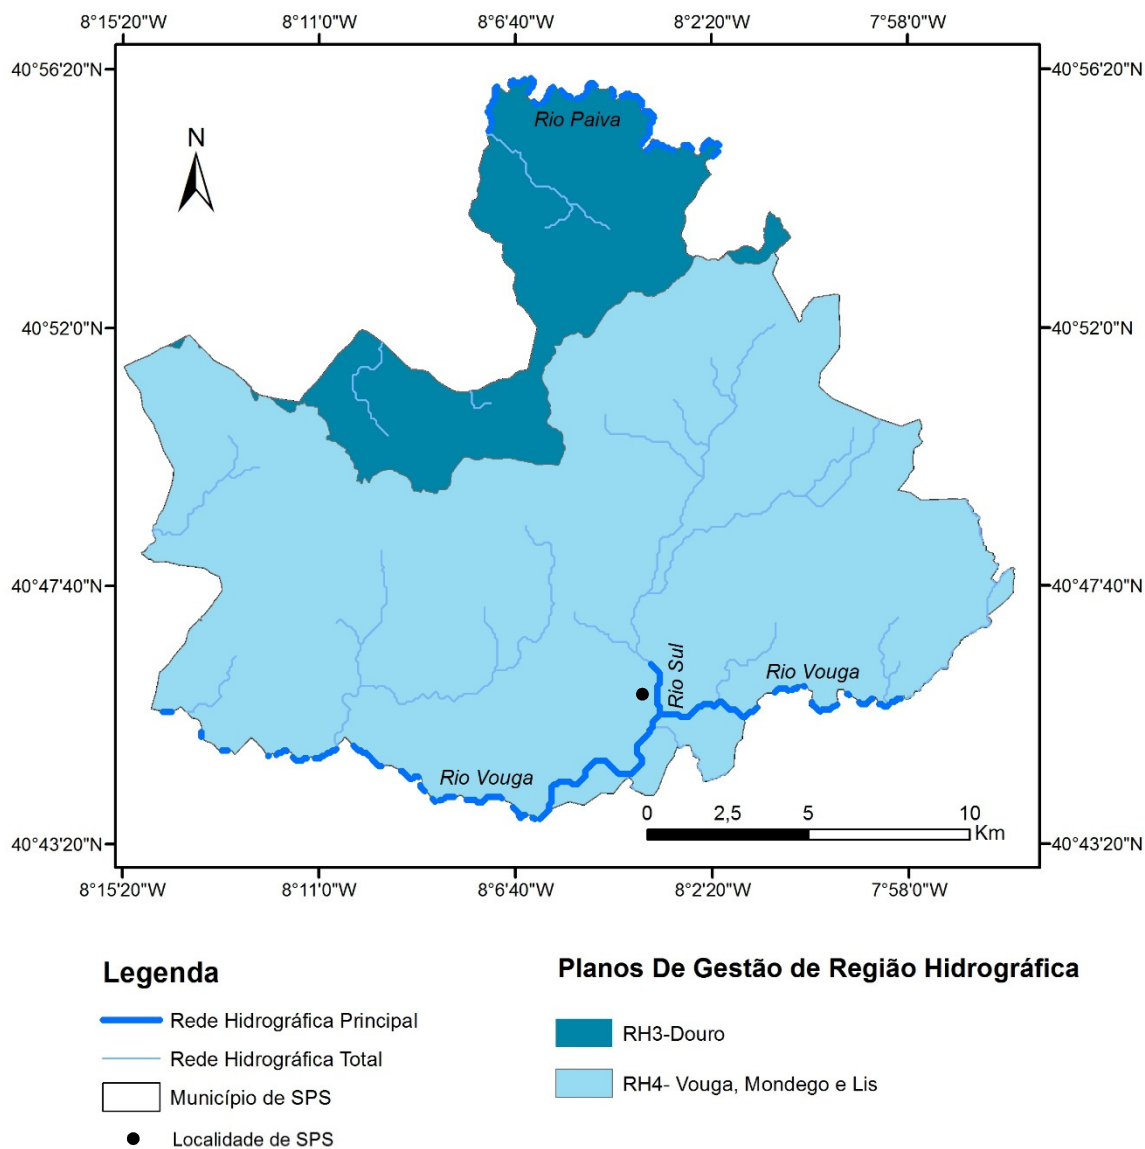 8°15'20"W 8°11'0"W 8°6'40"W 8°2'20"W 7°58'0"W
40°56'20"N 40°56'20"N
Rio Paiva
N
40°52'0"N 40°52'0"N
40°47'40"N 40°47'40"N
Rio Sul
Rio Vouga
Rio Vouga
0 2,5 5 10
Km
40°43'20"N 40°43'20"N
8°15'20"W 8°11'0"W 8°6'40"W 8°2'20"W 7°58'0"W
Legenda
Rede Hidrográfica Principal
Rede Hidrográfica Total
Município de SPS
Localidade de SPS
Planos De Gestão de Região Hidrográfica
RH3-Douro
RH4- Vouga, Mondego e Lis